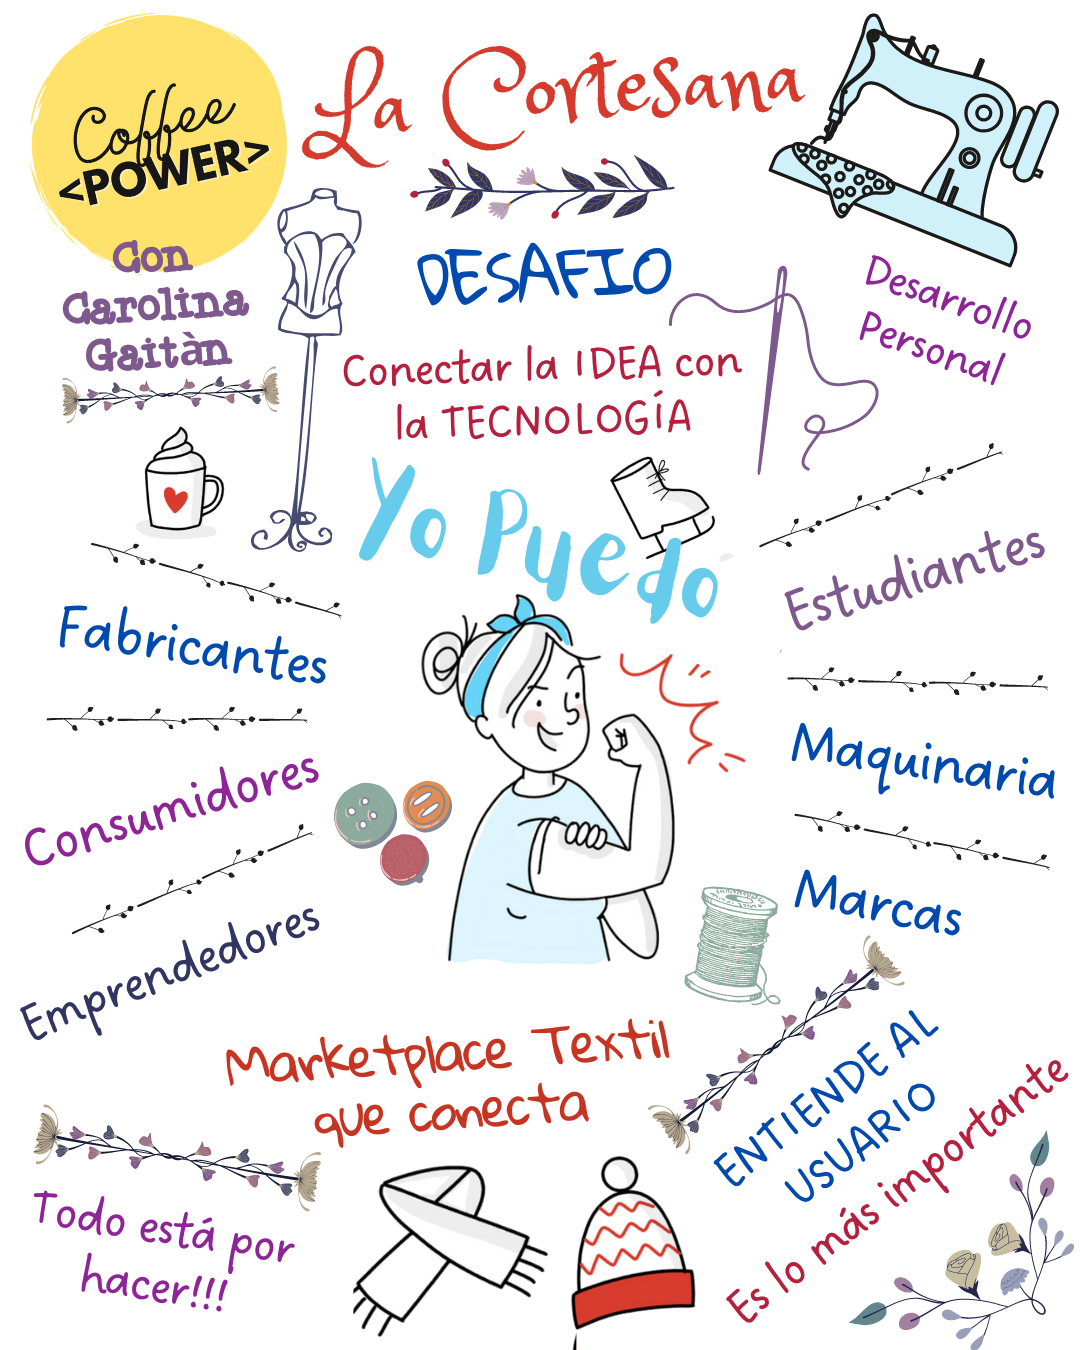 Coffee
<POWER>
Con
Carolina
Gaitàn
La Cortesana
DESAFIO
Conectar la IDEA con
la TECNOLOGÍA
Yo Puedo
Desarrollo
Personal
Fabricantes
Consumidores
Emprendedores
Estudiantes
Maquinaria
Marcas
Marketplace Textil
que conecta
ENTIENDE AL
USUARIO
Es lo más importante
Todo está por
hacer!!!